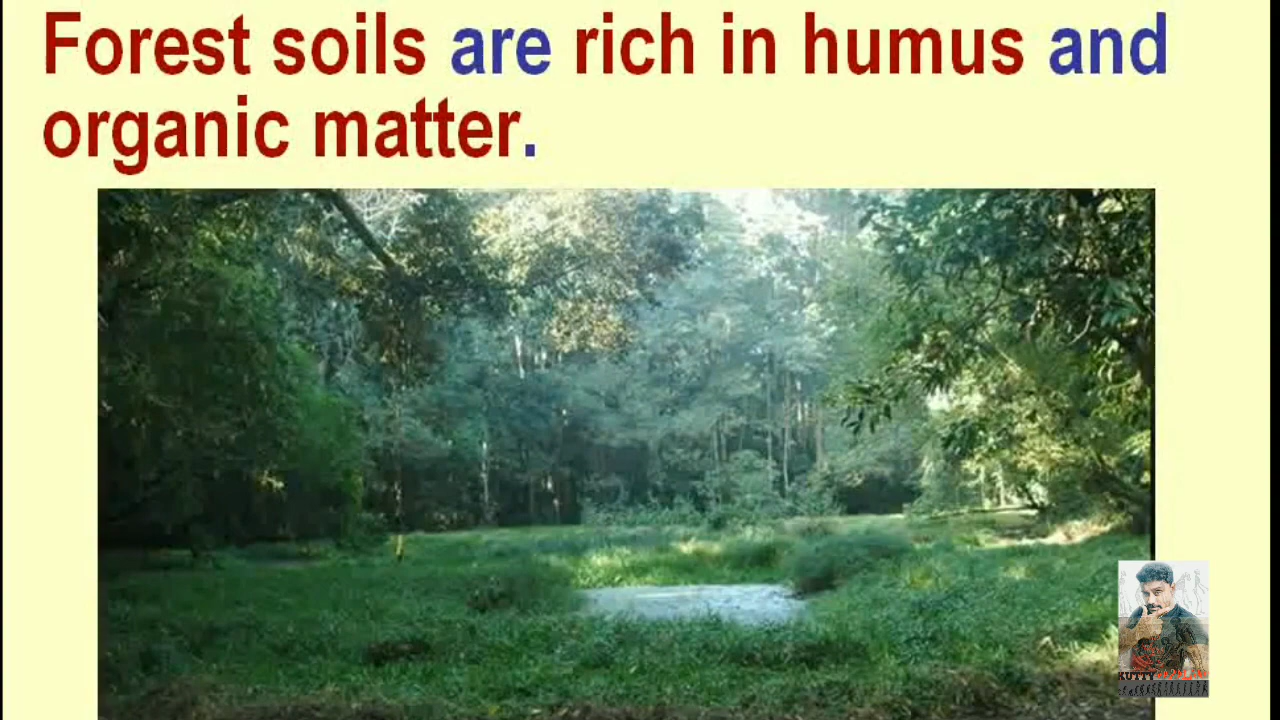 Forest soils are rich in humus and
organic matter.